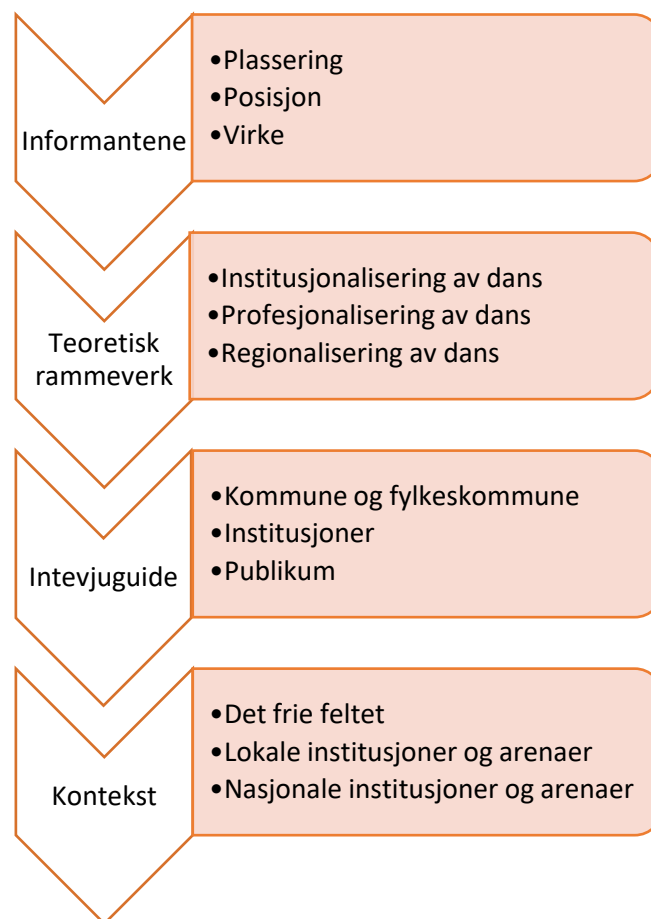 Informantene
•Plassering
•Posisjon
•Virke
Teoretisk
rammeverk
•Institusjonalisering av dans
•Profesjonalisering av dans
•Regionalisering av dans
Intevjuguide
•Kommune og fylkeskommune
•Institusjoner
•Publikum
Kontekst
•Det frie feltet
•Lokale institusjoner og arenaer
•Nasjonale institusjoner og arenaer